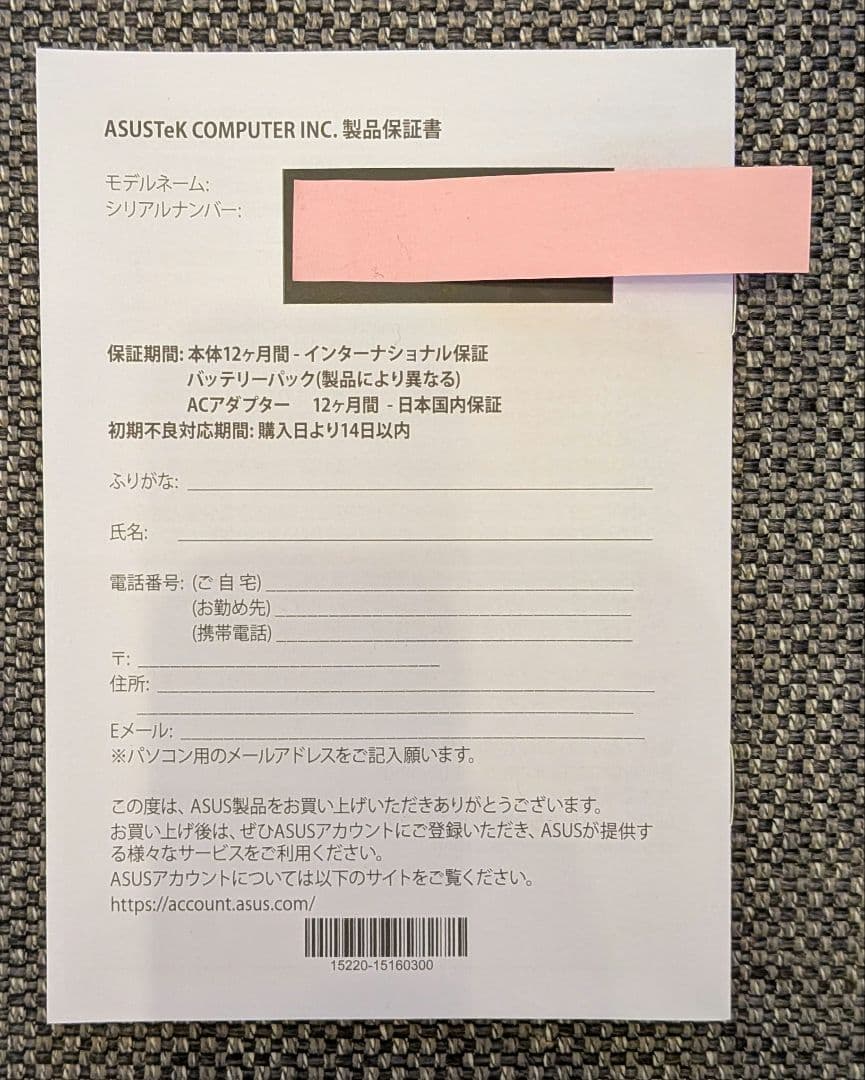 ASUSTeK COMPUTER INC. 製品保証書
モデルネーム:
シリアルナンバー:
保証期間: 本体12ヶ月間 - インターナショナル保証
バッテリーパック(製品により異なる)
ACアダプター 12ヶ月間 - 日本国内保証
初期不良対応期間: 購入日より14日以内
ふりがな:
氏名:
電話番号: (ご自宅)
(お勤め先)
(携帯電話)
〒:
住所:
Eメール:
※パソコン用のメールアドレスをご記入願います。
この度は、ASUS製品をお買い上げいただきありがとうございます。
お買い上げ後は、ぜひASUSアカウントにご登録いただき、ASUSが提供す
る様々なサービスをご利用ください。
ASUSアカウントについては以下のサイトをご覧ください。
https://account.asus.com/
15220-15160300